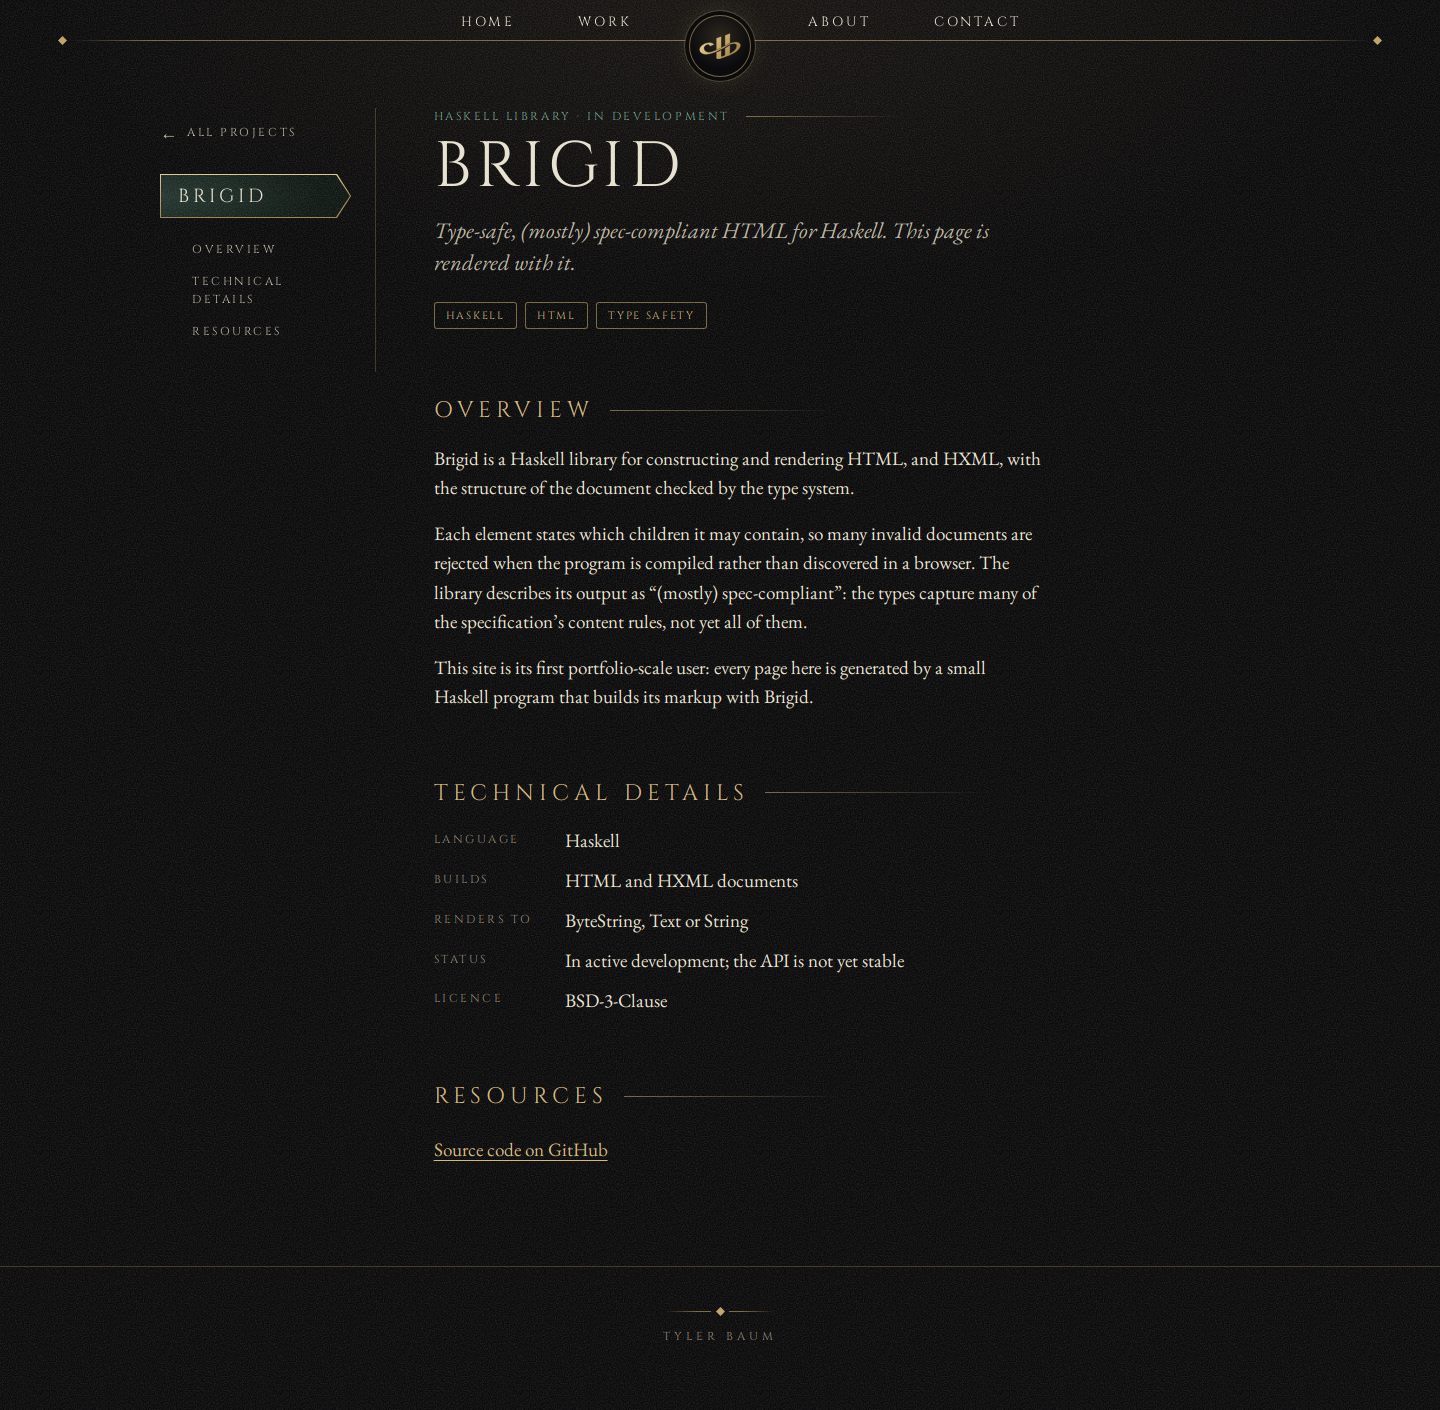 HOME WORK ABOUT CONTACT
← ALL PROJECTS
BRIGID
OVERVIEW
TECHNICAL
DETAILS
RESOURCES
HASKELL LIBRARY · IN DEVELOPMENT
BRIGID
Type-safe, (mostly) spec-compliant HTML for Haskell. This page is
rendered with it.
HASKELL HTML TYPE SAFETY
OVERVIEW
Brigid is a Haskell library for constructing and rendering HTML, and HXML, with
the structure of the document checked by the type system.
Each element states which children it may contain, so many invalid documents are
rejected when the program is compiled rather than discovered in a browser. The
library describes its output as “(mostly) spec-compliant”: the types capture many of
the specification’s content rules, not yet all of them.
This site is its first portfolio-scale user: every page here is generated by a small
Haskell program that builds its markup with Brigid.
TECHNICAL DETAILS
LANGUAGE Haskell
BUILDS HTML and HXML documents
RENDERS TO ByteString, Text or String
STATUS In active development; the API is not yet stable
LICENCE BSD-3-Clause
RESOURCES
Source code on GitHub
TYLER BAUM